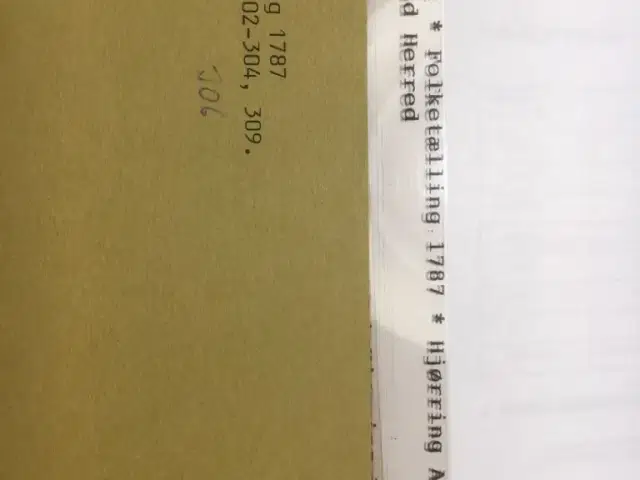 * Folketælling 1787 * Hjørring A
d Herred
g 1787
02-304, 309.
306